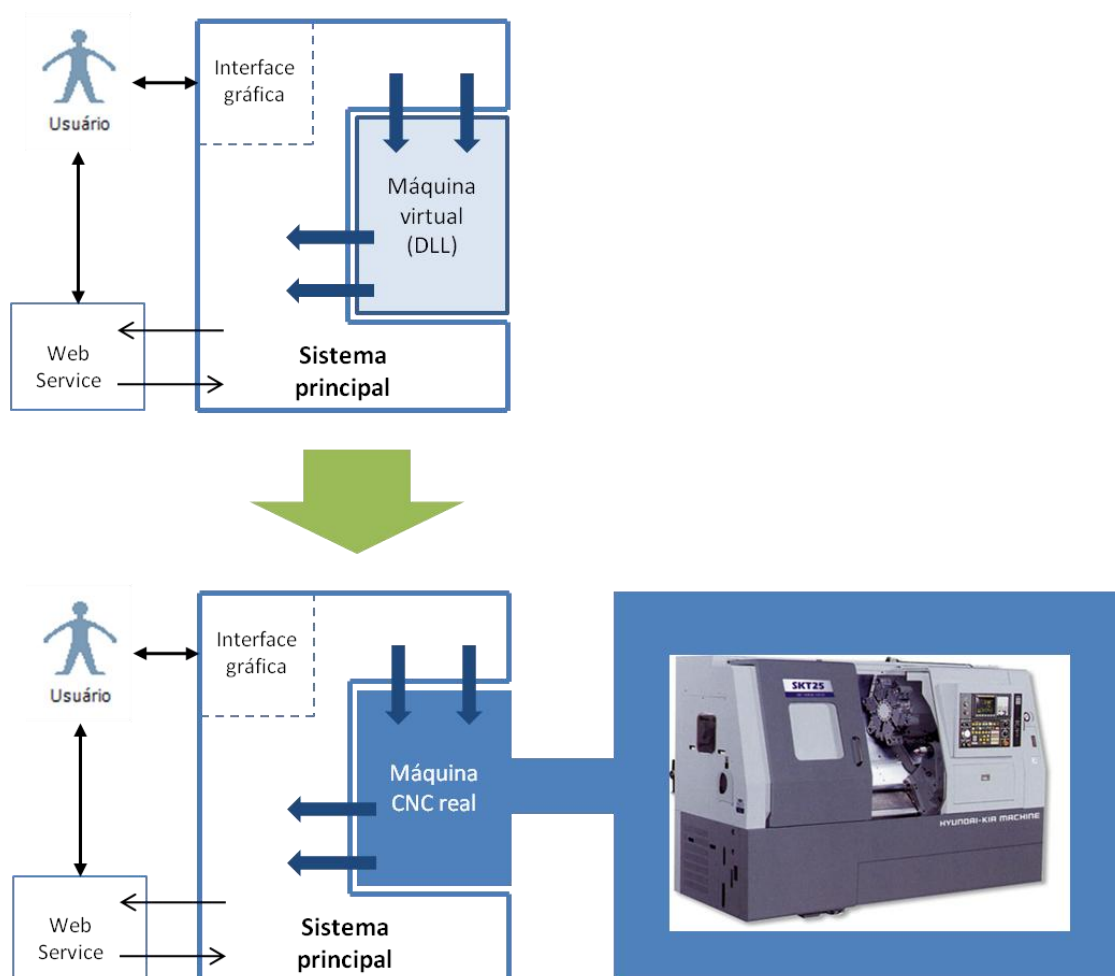 Interface
gráfica
Usuário
Máquina
virtual
(DLL)
Web
Service
Sistema
principal
Interface
gráfica
Usuário
Máquina
CNC real
SKT25
HYUNDAI-KIA MACHINE
Web
Service
Sistema
principal